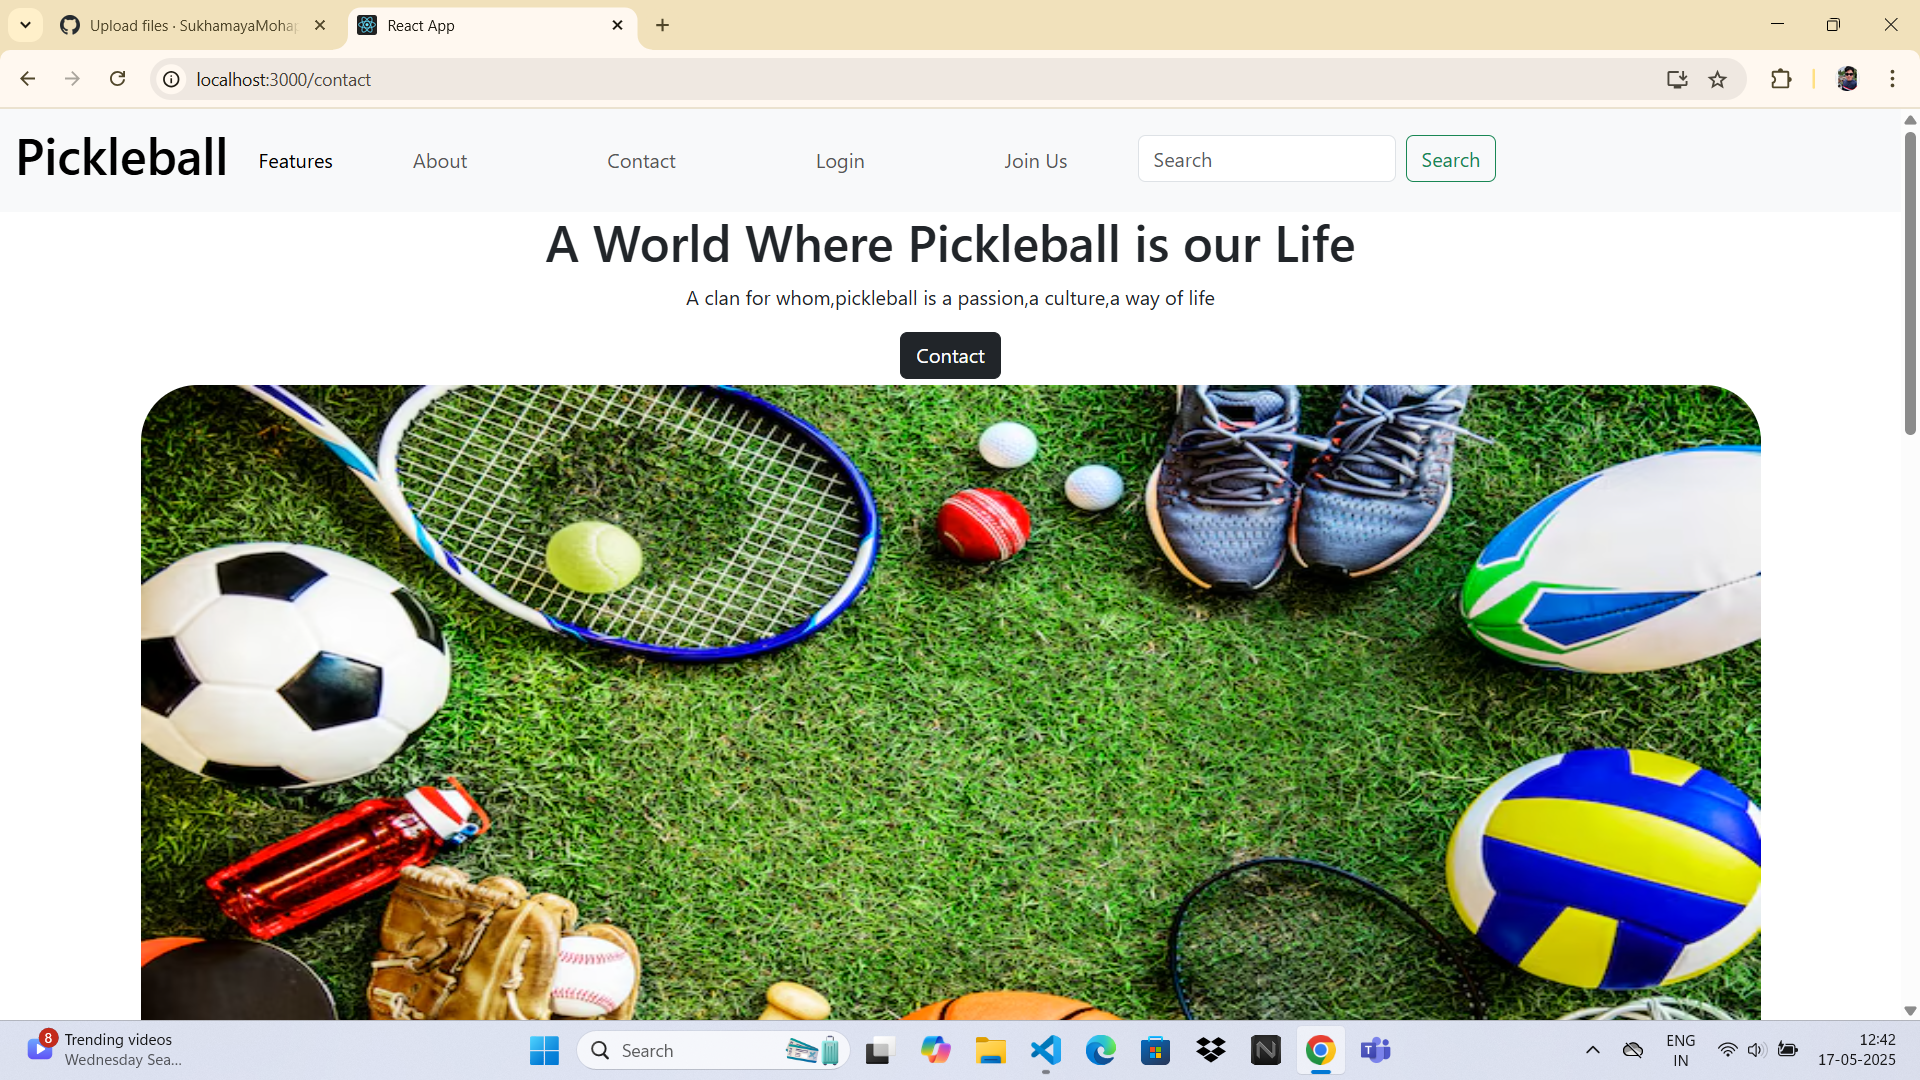 Upload files · SukhamayaMohap
React App
localhost:3000/contact
Pickleball
Features
About
Contact
Login
Join Us
Search
Search
A World Where Pickleball is our Life
A clan for whom,pickleball is a passion,a culture,a way of life
Contact
8
Trending videos
Wednesday Sea...
Search
ENG
IN
12:42
17-05-2025